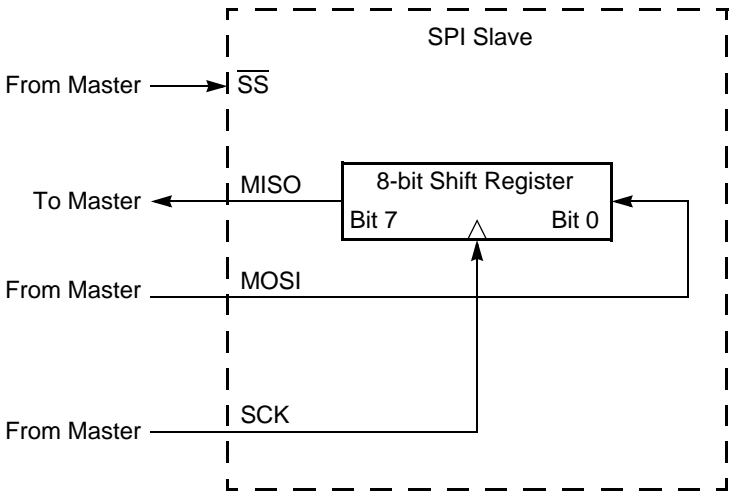 SPI Slave
From Master
SS
To Master
MISO
8-bit Shift Register
Bit 7
Bit 0
From Master
MOSI
From Master
SCK